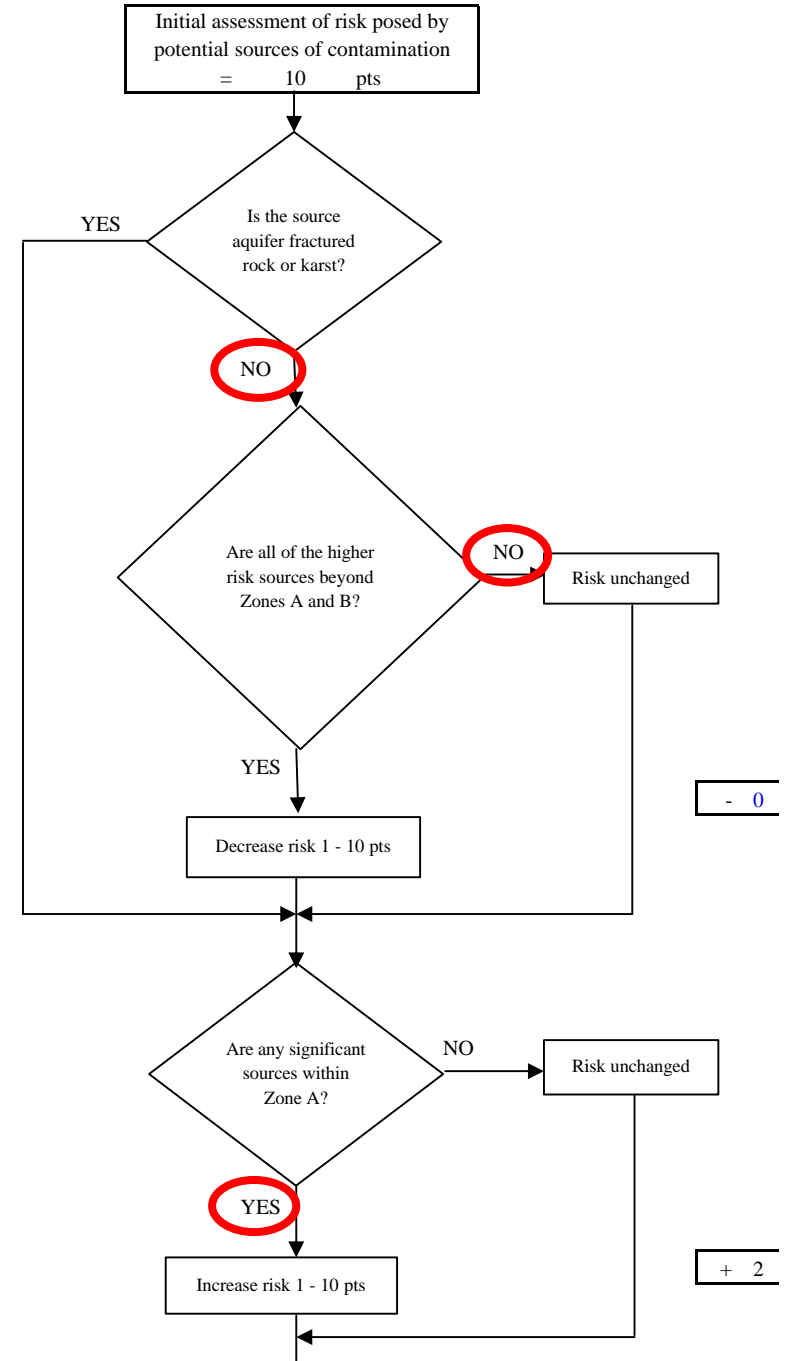 Initial assessment of risk posed by
potential sources of contamination
= 10 pts
Is the source
aquifer fractured
rock or karst?
YES
NO
Are all of the higher
risk sources beyond
Zones A and B?
NO
Risk unchanged
YES
- 0
Decrease risk 1 - 10 pts
Are any significant
sources within
Zone A?
NO
Risk unchanged
YES
+ 2
Increase risk 1 - 10 pts